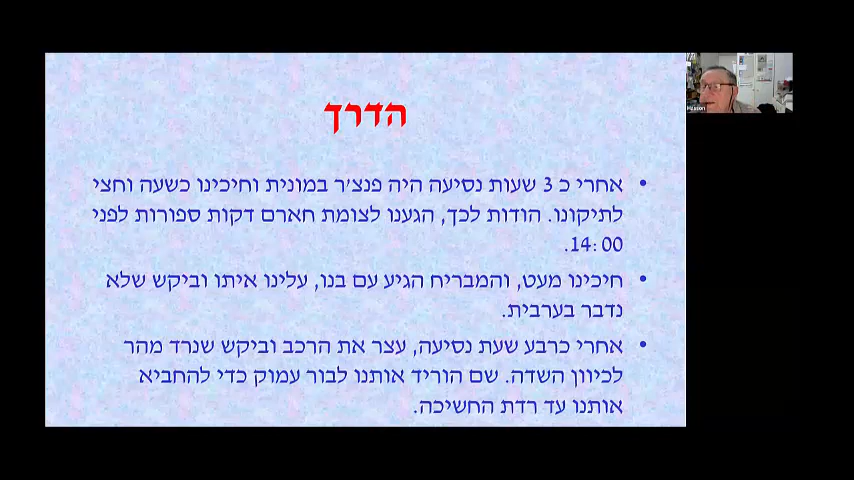 הדרך
• אחרי כ 3 שעות נסיעה היה פנצ'ר במונית וחיכינו כשעה וחצי
לתיקונו. הודות לכך, הגענו לצומת חארם דקות ספורות לפני
14:00.
• חיכינו מעט, והמבריח הגיע עם בנו, עלינו איתו וביקש שלא
נדבר בערבית.
• אחרי כרבע שעת נסיעה, עצר את הרכב וביקש שנרד מהר
לכיוון השדה. שם הוריד אותנו לבור עמוק כדי להחביא
אותנו עד רדת החשיכה.